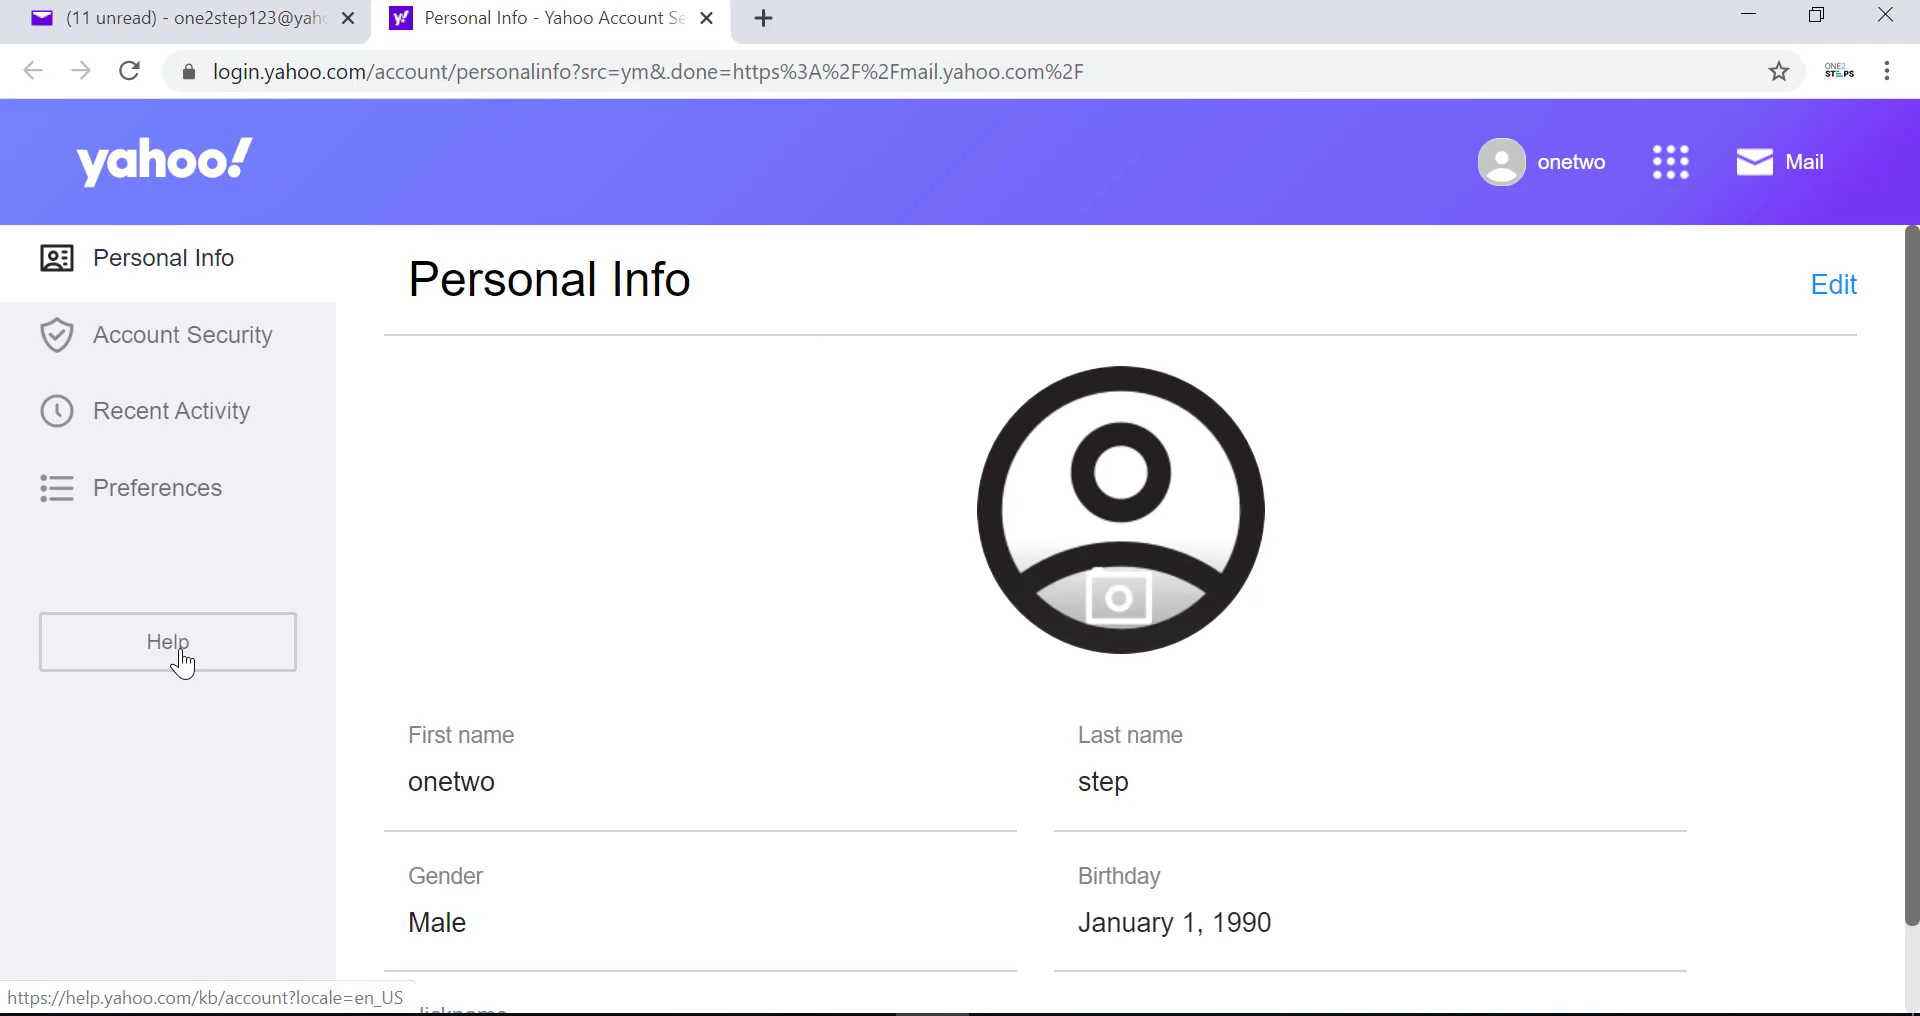 (11 unread) - one2step123@yah
Personal Info - Yahoo Account Se
login.yahoo.com/account/personalinfo?src=ym&.done=https%3A%2F%2Fmail.yahoo.com%2F
ONE2
STEPS
yahoo!
onetwo
Mail
Personal Info
Account Security
Recent Activity
Preferences
Help
Personal Info
Edit
First name
onetwo
Last name
step
Gender
Male
Birthday
January 1, 1990
https://help.yahoo.com/kb/account?locale=en_US